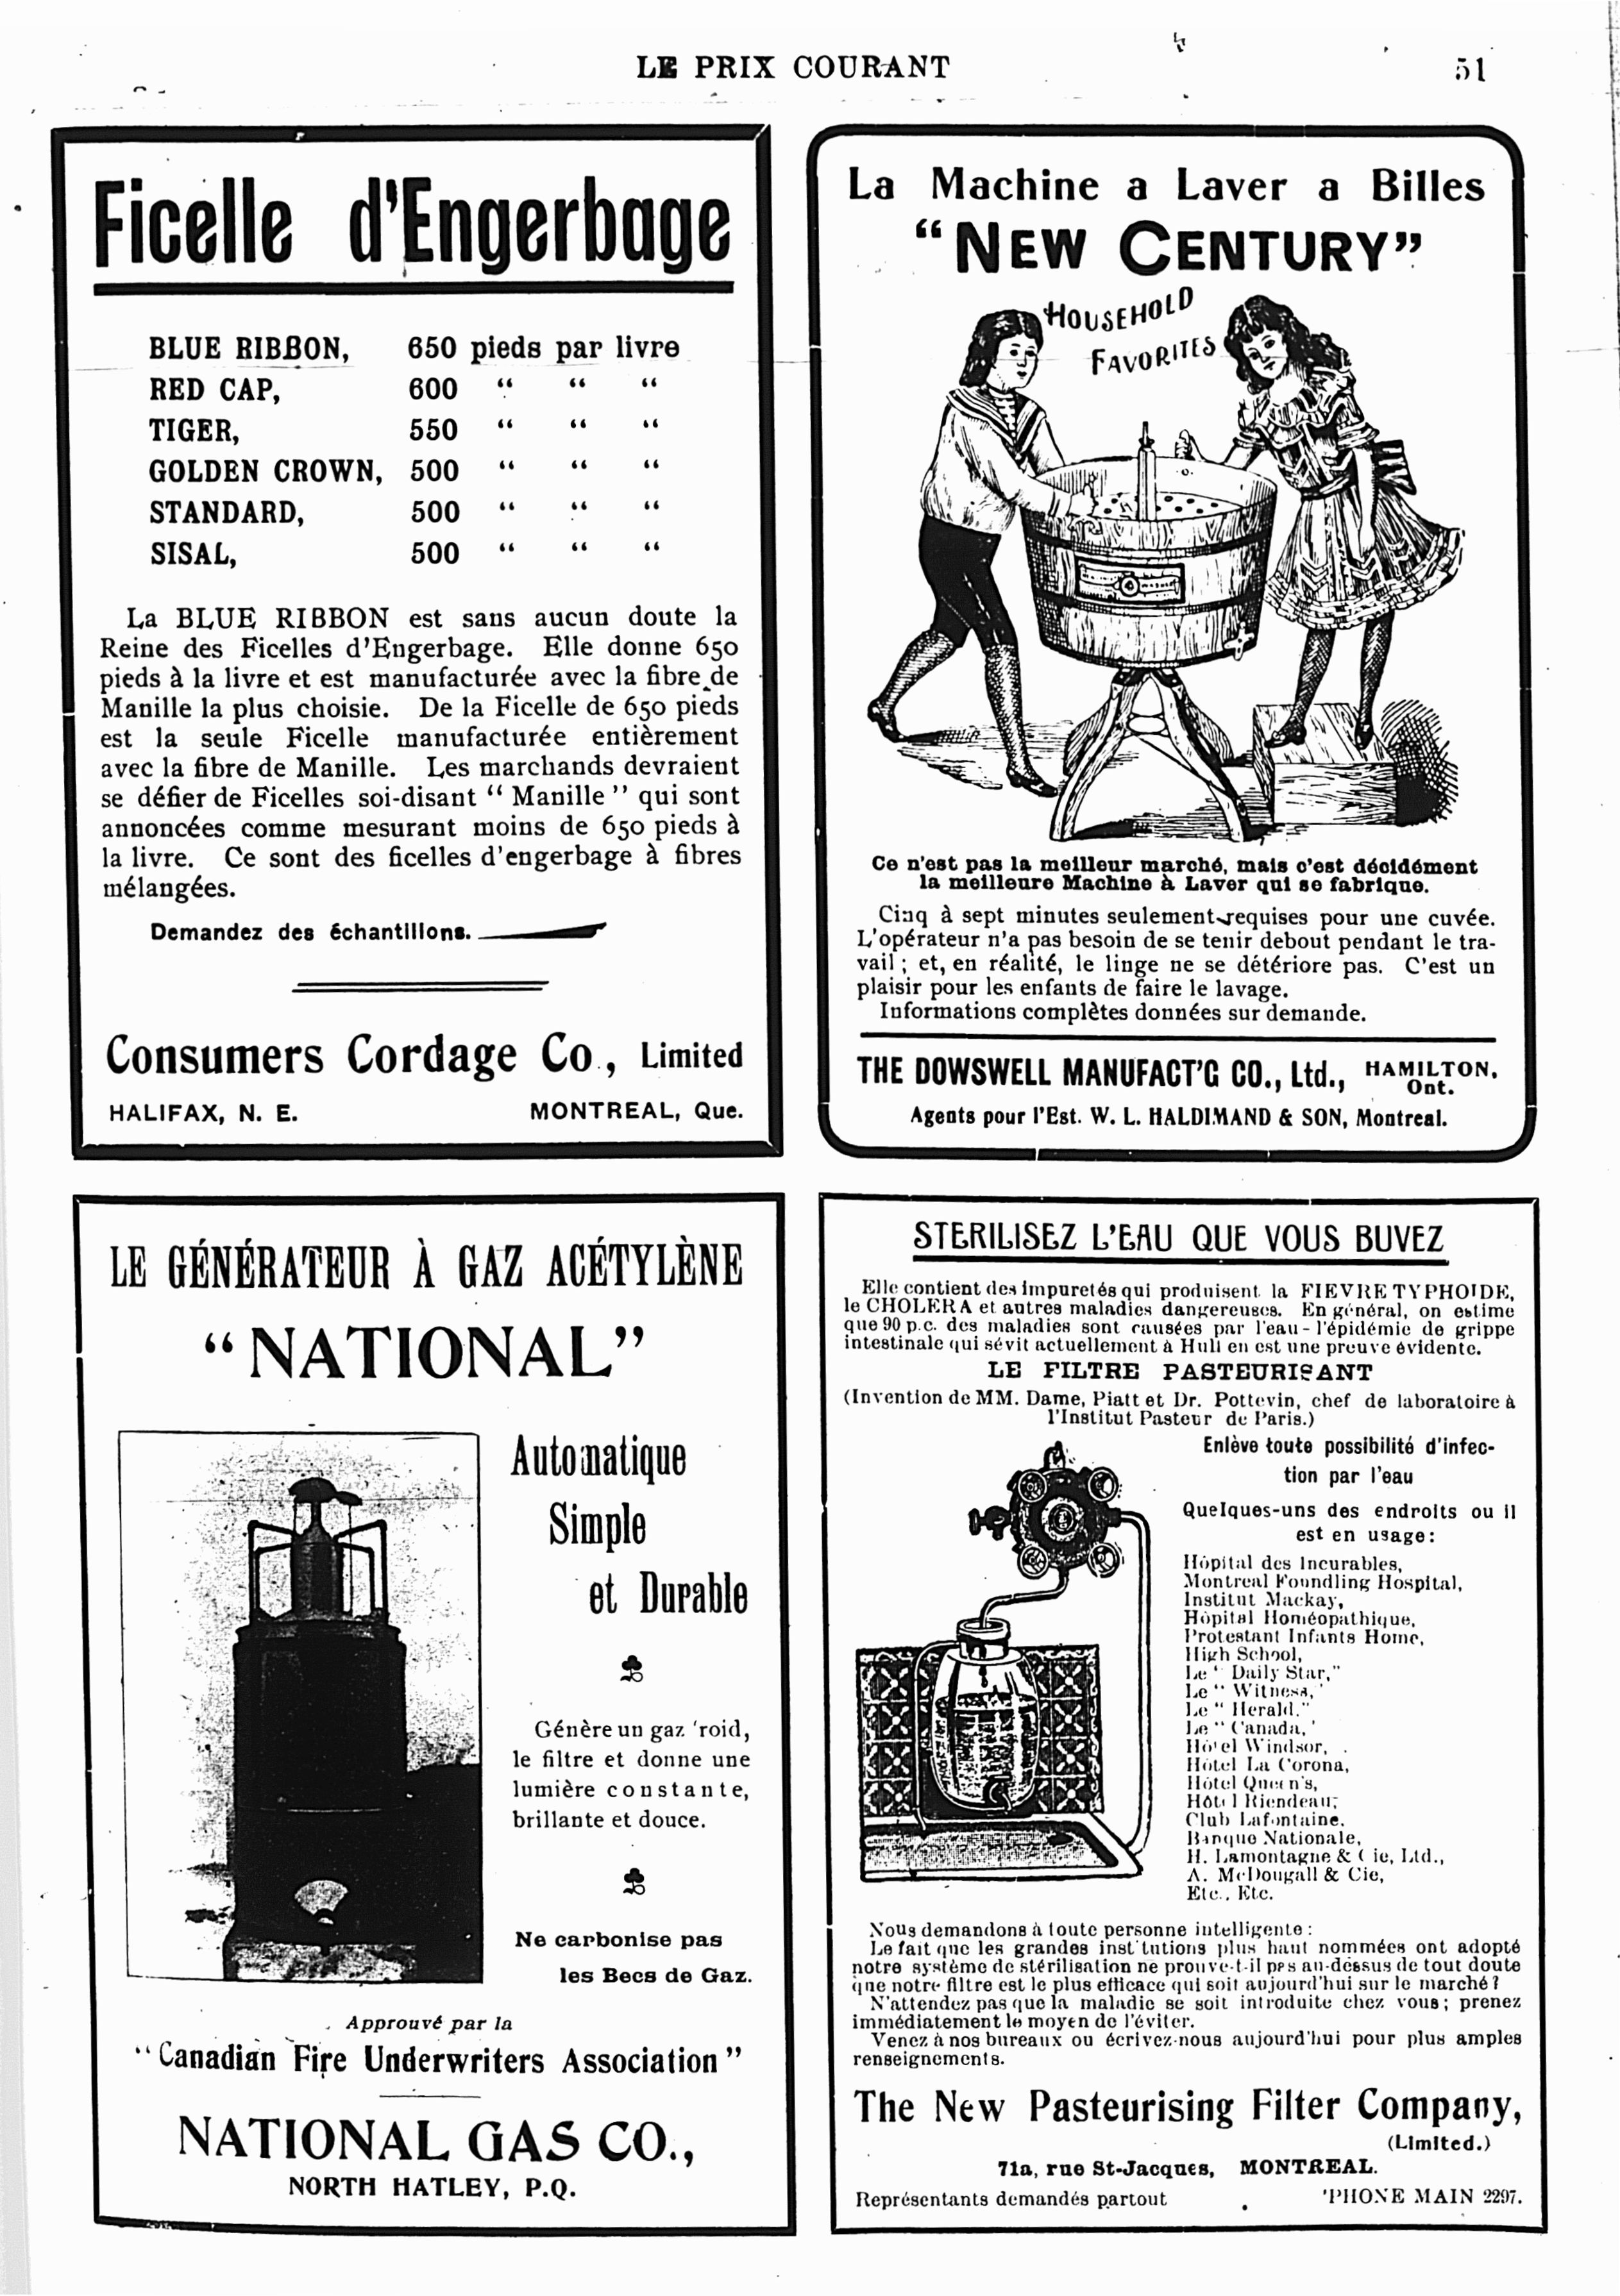 LE PRIX COURANT
51
Ficelle d'Engerbage
BLUE RIBBON, 650 pieds par livre
RED CAP, 600 “ “ “
TIGER, 550 “ “ “
GOLDEN CROWN, 500 “ “ “
STANDARD, 500 “ “ “
SISAL, 500 “ “ “
La BLUE RIBBON est sans aucun doute la
Reine des Ficelles d'Engerbage. Elle donne 650
pieds à la livre et est manufacturée avec la fibre de
Manille la plus choisie. De la Ficelle de 650 pieds
est la seule Ficelle manufacturée entièrement
avec la fibre de Manille. Les marchands devraient
se défier de Ficelles soi-disant “ Manille ” qui sont
annoncées comme mesurant moins de 650 pieds à
la livre. Ce sont des ficelles d'engerbage à fibres
mélangées.
Demandez des échantillons.
Consumers Cordage Co., Limited
HALIFAX, N. E. MONTREAL, Que.
La Machine a Laver a Billes
“NEW CENTURY”
HOUSEHOLD
FAVORITES
Ce n'est pas la meilleur marché, mais c'est décidément
la meilleure Machine à Laver qui se fabrique.
Cinq à sept minutes seulement requises pour une cuvée.
L'opérateur n'a pas besoin de se tenir debout pendant le tra-
vail ; et, en réalité, le linge ne se détériore pas. C'est un
plaisir pour les enfants de faire le lavage.
Informations complètes données sur demande.
THE DOWSWELL MANUFACT'G CO., Ltd., HAMILTON,
Ont.
Agents pour l'Est. W. L. HALDIMAND & SON, Montreal.
LE GÉNÉRATEUR À GAZ ACÉTYLÈNE
“NATIONAL”
Automatique
Simple
et Durable
Génère un gaz 'roid,
le filtre et donne une
lumière constante,
brillante et douce.
Ne carbonise pas
les Becs de Gaz.
Approuvé par la
“Canadian Fire Underwriters Association”
NATIONAL GAS CO.,
NORTH HATLEY, P.Q.
STERILISEZ L'EAU QUE VOUS BUVEZ
Elle contient des impuretés qui produisent la FIEVRE TYPHOIDE,
le CHOLERA et autres maladies dangereuses. En général, on estime
que 90 p.c. des maladies sont causées par l'eau - l'épidémie de grippe
intestinale qui sévit actuellement à Hull en est une preuve évidente.
LE FILTRE PASTEURISANT
(Invention de MM. Dame, Piatt et Dr. Pottevin, chef de laboratoire à
l'Institut Pasteur de Paris.)
Enlève toute possibilité d'infec-
tion par l'eau
Quelques-uns des endroits ou il
est en usage:
Hôpital des Incurables,
Montreal Foundling Hospital,
Institut Mackay,
Hôpital Homéopathique,
Protestant Infants Home,
High School,
Le “ Daily Star,”
Le “ Witness,”
Le “ Herald,”
Le “ Canada,”
Hôtel Windsor,
Hôtel La Corona,
Hôtel Queen's,
Hôtel Riendeau,
Club Lafontaine,
Banque Nationale,
H. Lamontagne & Cie, Ltd.,
A. McDougall & Cie,
Etc., Etc.
Nous demandons à toute personne intelligente :
Le fait que les grandes institutions plus haut nommées ont adopté
notre système de stérilisation ne prouve-t-il pas au-dessus de tout doute
que notre filtre est le plus efficace qui soit aujourd'hui sur le marché ?
N'attendez pas que la maladie se soit introduite chez vous ; prenez
immédiatement le moyen de l'éviter.
Venez à nos bureaux ou écrivez-nous aujourd'hui pour plus amples
renseignements.
The New Pasteurising Filter Company,
(Limited.)
71a, rue St-Jacques, MONTREAL.
Représentants demandés partout 'PHONE MAIN 2297.